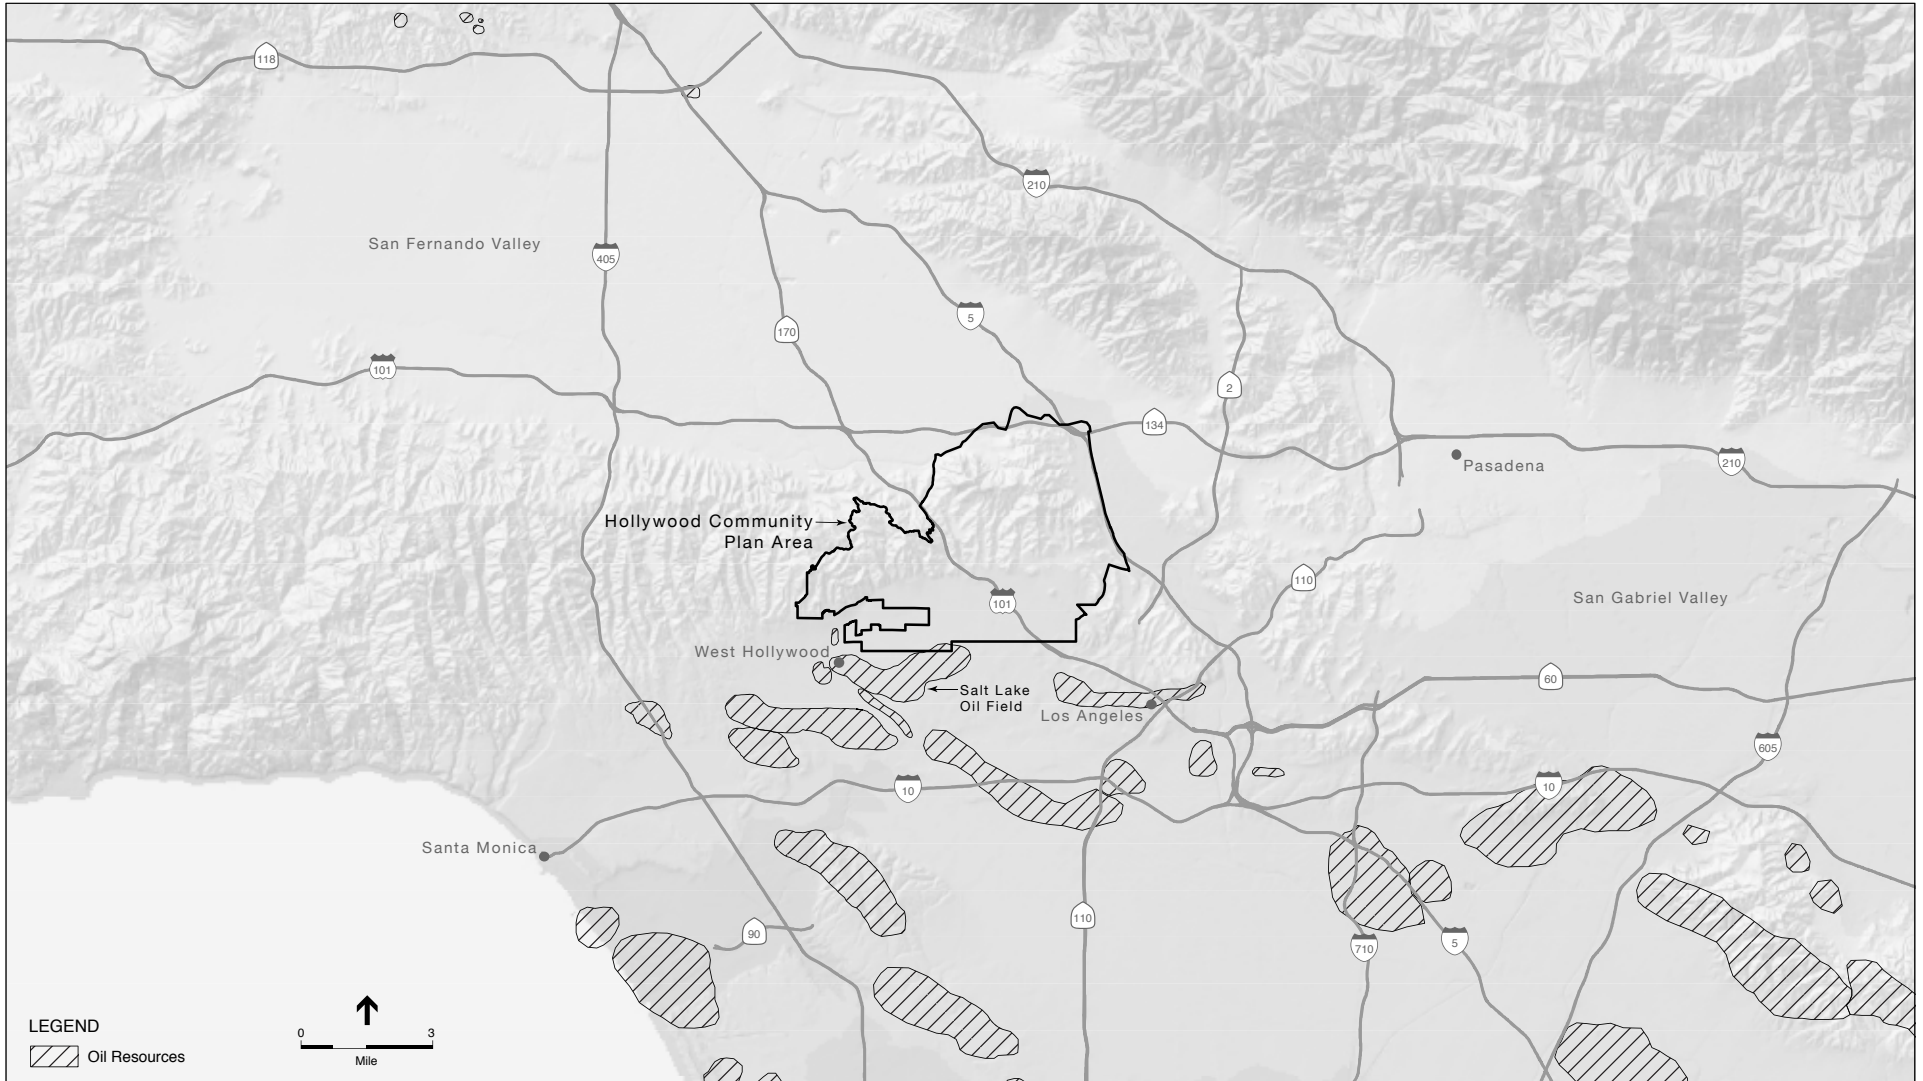 118
210
San Fernando Valley
405
5
170
101
2
134
Pasadena
210
Hollywood Community
Plan Area
110
101
San Gabriel Valley
West Hollywood
60
Salt Lake
Oil Field
Los Angeles
605
10
10
Santa Monica
110
90
5
710
LEGEND
Oil Resources
0 3
Mile